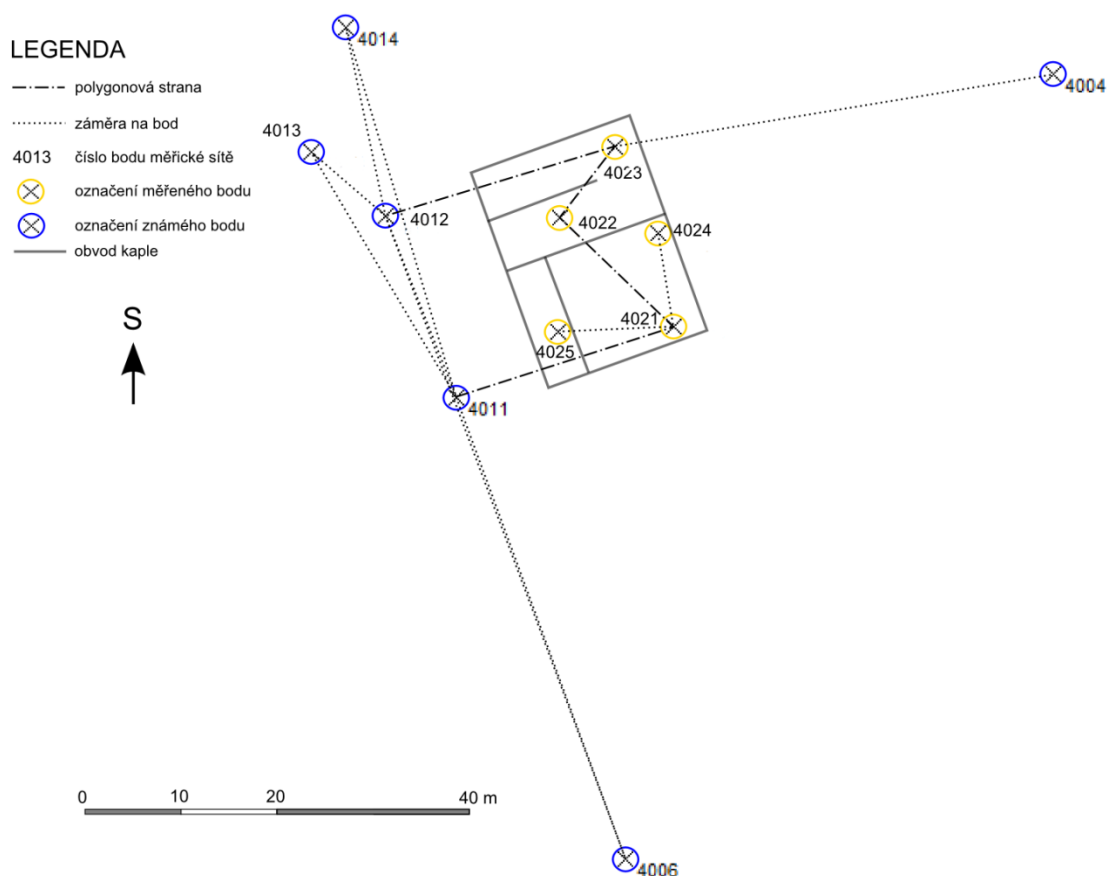 LEGENDA
polygonová strana
záměra na bod
4013 číslo bodu měřické sítě
označení měřeného bodu
označení známého bodu
obvod kaple
S
4014
4004
4013
4023
4012
4022
4024
4021
4025
4011
0 10 20 40 m
4006